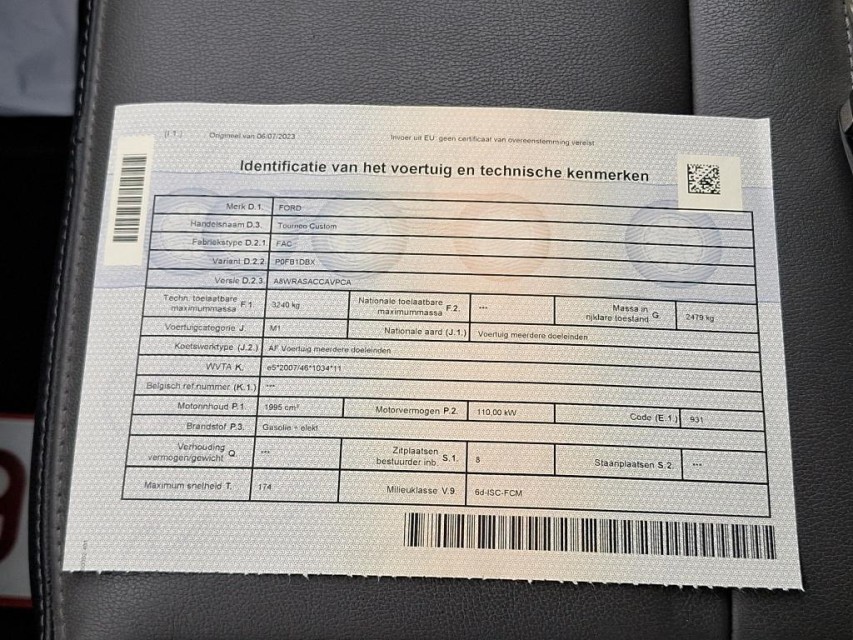 Origineel van 06/07/2023
Invoer uit EU: geen certificaat van overeenstemming vereist
Identificatie van het voertuig en technische kenmerken
Merk D.1. FORD
Handelsnaam D.3. Tourneo Custom
Fabriekstype D.2.1 FAC
Variant D.2.2. P0FB1DBX
Versie D.2.3. A8WRASACCAVPCA
Techn. toelaatbare maximummassa F.1. 3240 kg Nationale toelaatbare maximummassa F.2. --- Massa in rijklare toestand G. 2479 kg
Voertuigcategorie J. M1 Nationale aard (J.1.) Voertuig meerdere doeleinden
Koetswerktype (J.2.) AF Voertuig meerdere doeleinden
WVTA K. e5*2007/46*1034*11
Belgisch ref.nummer (K.1.) ---
Motorinhoud P.1. 1995 cm³ Motorvermogen P.2. 110,00 kW Code (E.1.) 931
Brandstof P.3. Gasolie + elekt
Verhouding vermogen/gewicht Q. --- Zitplaatsen bestuurder inb. S.1. 8 Staanplaatsen S.2. ---
Maximum snelheid T. 174 Milieuklasse V.9. 6d-ISC-FCM